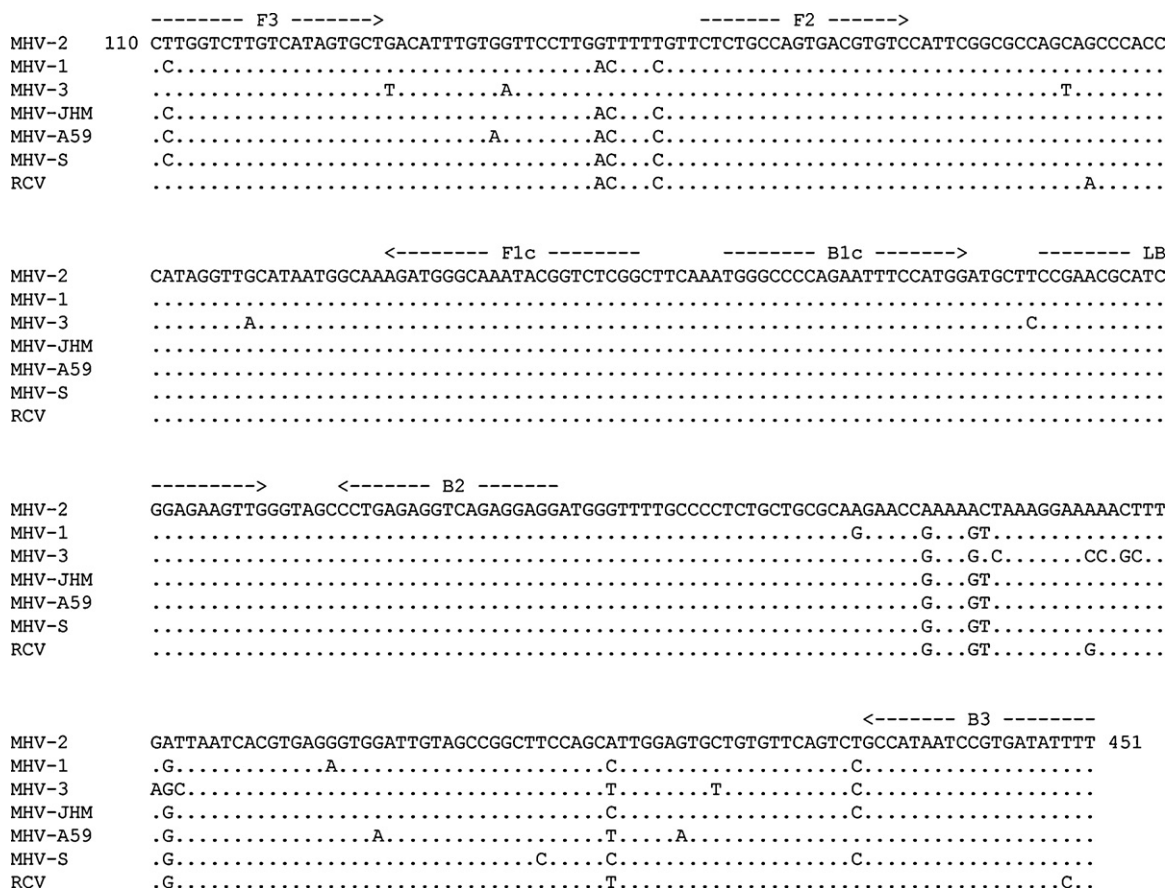 -------- F3 -------> ------- F2 ------>
MHV-2 110 CTTGGTCTTGTCATAGTGCTGACATTTGTGGTTCCTTGGTTTTTGTTCTCTGCCAGTGACGTGTCCATTCGGCGCCAGCAGCCCACC
MHV-1 .C....................................AC...C...........................................
MHV-3 ....................T.........A...............................................T........
MHV-JHM .C....................................AC...C...........................................
MHV-A59 .C...........................A........AC...C...........................................
MHV-S .C....................................AC...C...........................................
RCV ......................................AC...C....................................A......
<-------- F1c -------- -------- B1c -------> -------- LB
MHV-2 CATAGGTTGCATAATGGCAAAGATGGGCAAATACGGTCTCGGCTTCAAATGGGCCCCAGAATTTCCATGGATGCTTCCGAACGCATC
MHV-1 .......................................................................................
MHV-3 ........A..................................................................C...........
MHV-JHM .......................................................................................
MHV-A59 .......................................................................................
MHV-S .......................................................................................
RCV .......................................................................................
---------> <------- B2 -------
MHV-2 GGAGAAGTTGGGTAGCCCTGAGAGGTCAGAGGAGGATGGGTTTTGCCCCTCTGCTGCGCAAGAACCAAAAACTAAAGGAAAAACTTT
MHV-1 ............................................................G.....G...GT...............
MHV-3 ..................................................................G...G.C.......CC.GC..
MHV-JHM ..................................................................G...GT...............
MHV-A59 ..................................................................G...GT...............
MHV-S ..................................................................G...GT...............
RCV ..................................................................G...GT........G......
<------- B3 --------
MHV-2 GATTAATCACGTGAGGGTGGATTGTAGCCGGCTTCCAGCATTGGAGTGCTGTGTTCAGTCTGCCATAATCCGTGATATTTT 451
MHV-1 .G.............A.......................C....................C....................
MHV-3 AGC....................................T........T...........C....................
MHV-JHM .G.....................................C....................C....................
MHV-A59 .G.................A...................T.....A...................................
MHV-S .G...............................C.....C....................C....................
RCV .G.....................................T......................................C..